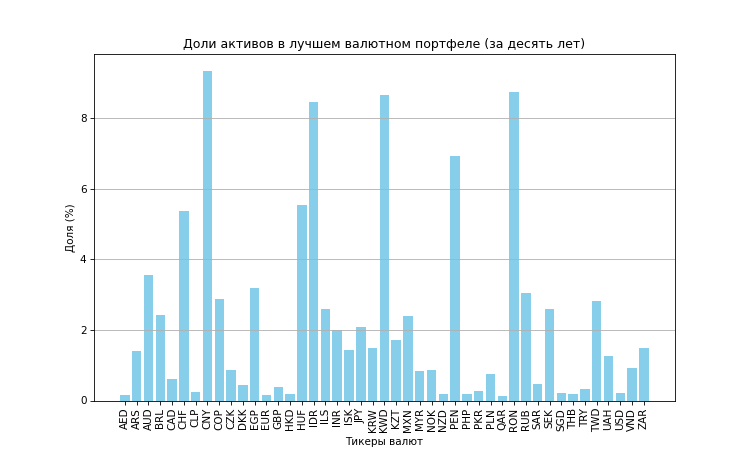 Доли активов в лучшем валютном портфеле (за десять лет)
Доля (%)
8
6
4
2
0
AED ARS AUD BRL CAD CHF CLP CNY COP CZK DKK EGP EUR GBP HKD HUF IDR ILS INR ISK JPY KRW KWD KZT MXN MYR NOK NZD PEN PHP PKR PLN QAR RON RUB SAR SEK SGD THB TRY TWD UAH USD VND ZAR
Тикеры валют